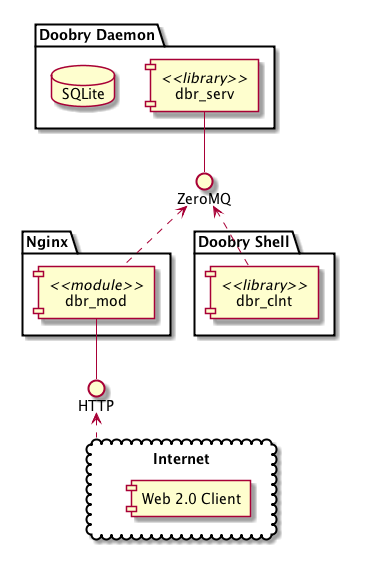 Doobry Daemon
SQLite
<<library>>
dbr_serv
ZeroMQ
Nginx
<<module>>
dbr_mod
Doobry Shell
<<library>>
dbr_clnt
HTTP
Internet
Web 2.0 Client